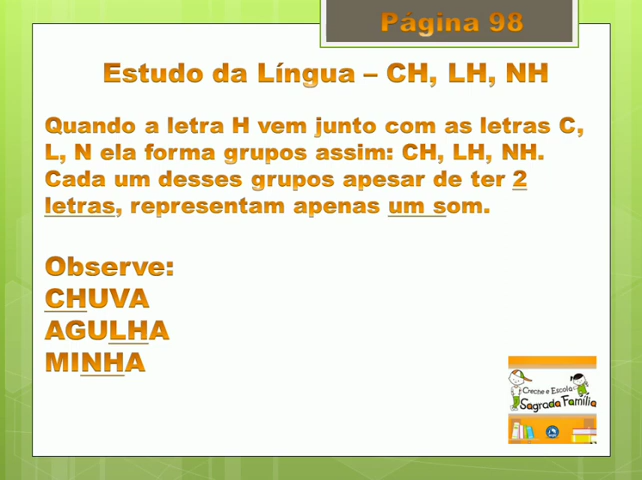 Página 98
Estudo da Língua – CH, LH, NH
Quando a letra H vem junto com as letras C,
L, N ela forma grupos assim: CH, LH, NH.
Cada um desses grupos apesar de ter 2
letras, representam apenas um som.
Observe:
CHUVA
AGULHA
MINHA
Creche e Escola
Sagrada Família